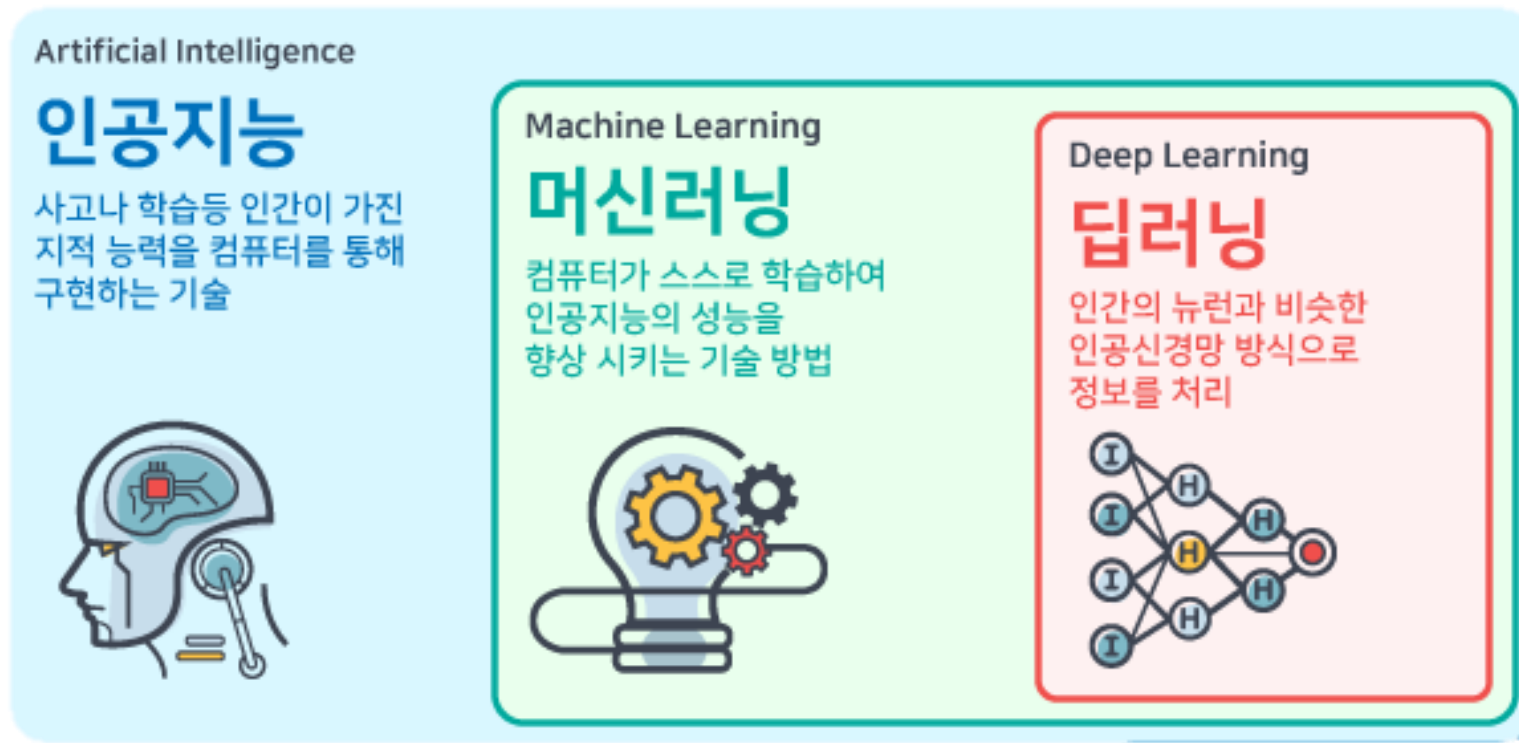 Artificial Intelligence
인공지능
사고나 학습등 인간이 가진
지적 능력을 컴퓨터를 통해
구현하는 기술
Machine Learning
머신러닝
컴퓨터가 스스로 학습하여
인공지능의 성능을
향상 시키는 기술 방법
Deep Learning
딥러닝
인간의 뉴런과 비슷한
인공신경망 방식으로
정보를 처리
I
H
I
H
H
I
H
H
I